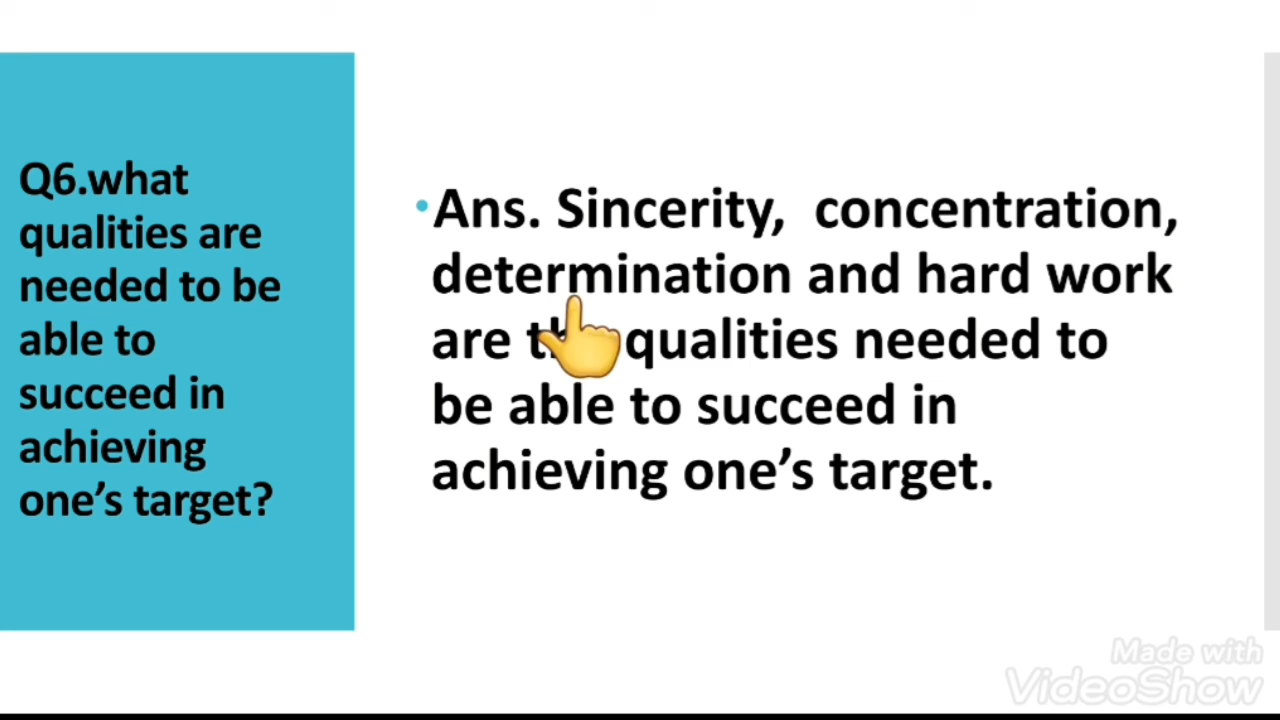 Q6.what
qualities are
needed to be
able to
succeed in
achieving
one's target?
•Ans. Sincerity, concentration,
determination and hard work
are qualities needed to
be able to succeed in
achieving one's target.
Made with
VideoShow